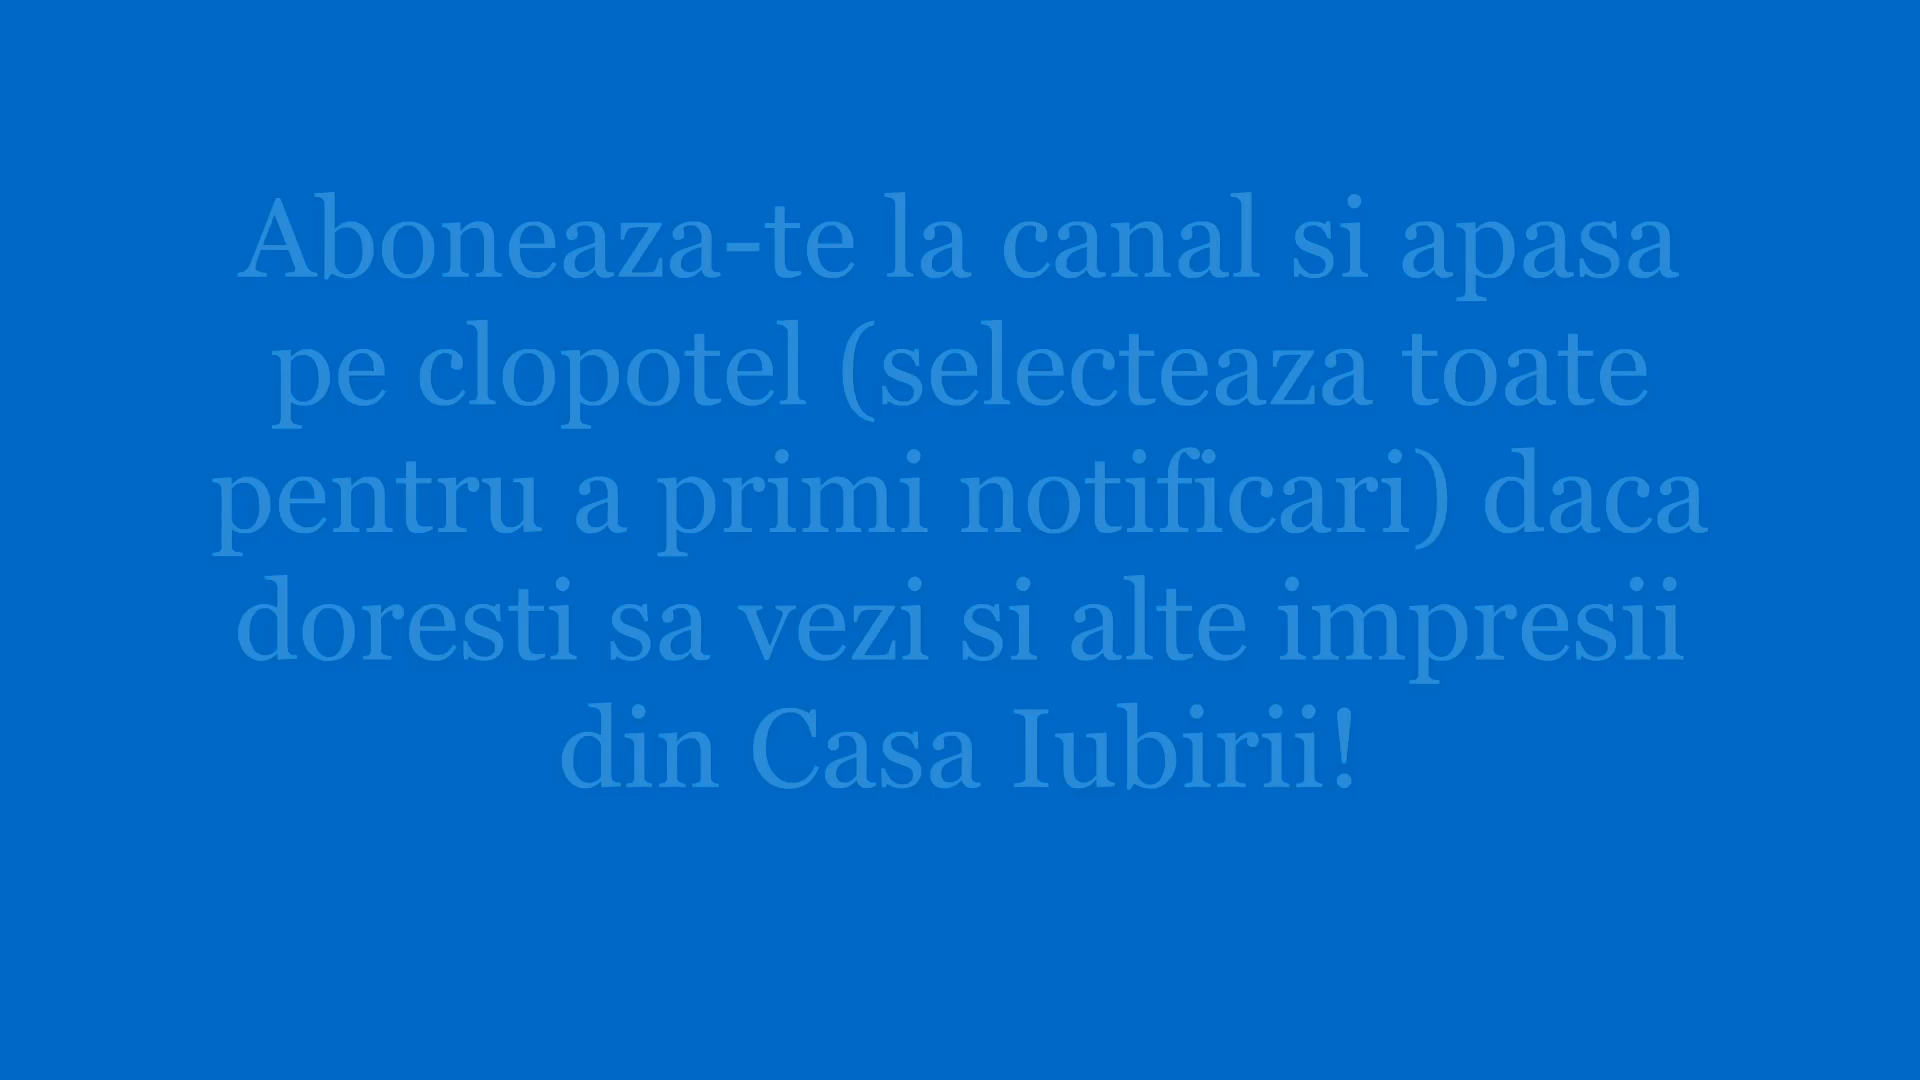 Aboneaza-te la canal si apasa
pe clopotel (selecteaza toate
pentru a primi notificari) daca
doresti sa vezi si alte impresii
din Casa Iubirii!